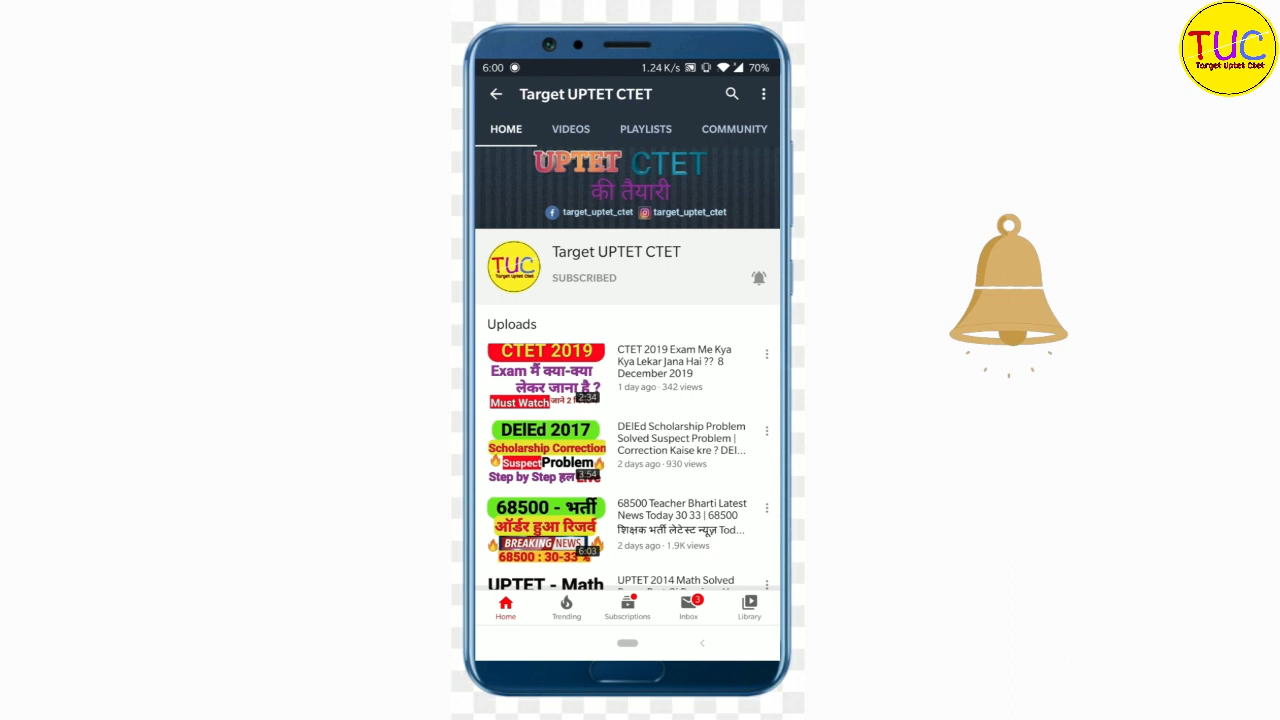 TUC
Target Uptet Ctet
6:00
1.24 K/s
70%
Target UPTET CTET
HOME VIDEOS PLAYLISTS COMMUNITY
UPTET CTET
की तैयारी
target_uptet_ctet target_uptet_ctet
TUC
Target Uptet Ctet
Target UPTET CTET
SUBSCRIBED
Uploads
CTET 2019
Exam मैं क्या-क्या
लेकर जाना है ?
Must Watch
जाने 2
2:34
CTET 2019 Exam Me Kya
Kya Lekar Jana Hai ?? 8
December 2019
1 day ago · 342 views
DElEd 2017
Scholarship Correction
Suspect Problem
Step by Step हल
3:54
DElEd Scholarship Problem
Solved Suspect Problem |
Correction Kaise kre ? DEl...
2 days ago · 930 views
68500 - भर्ती
ऑर्डर हुआ रिजर्व
BREAKING NEWS
68500 : 30-33 %
6:03
68500 Teacher Bharti Latest
News Today 30 33 | 68500
शिक्षक भर्ती लेटेस्ट न्यूज़ Tod...
2 days ago · 1.9K views
UPTET - Math
UPTET 2014 Math Solved
3
Home Trending Subscriptions Inbox Library